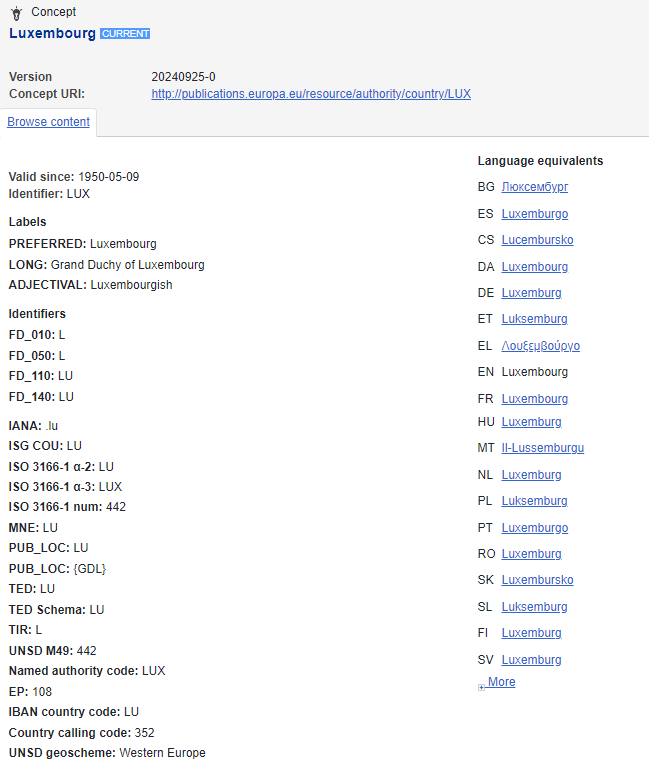 Concept
Luxembourg CURRENT
Version 20240925-0
Concept URI: http://publications.europa.eu/resource/authority/country/LUX
Browse content
Valid since: 1950-05-09
Identifier: LUX
Labels
PREFERRED: Luxembourg
LONG: Grand Duchy of Luxembourg
ADJECTIVAL: Luxembourgish
Identifiers
FD_010: L
FD_050: L
FD_110: LU
FD_140: LU
IANA: .lu
ISG COU: LU
ISO 3166-1 α-2: LU
ISO 3166-1 α-3: LUX
ISO 3166-1 num: 442
MNE: LU
PUB_LOC: LU
PUB_LOC: {GDL}
TED: LU
TED Schema: LU
TIR: L
UNSD M49: 442
Named authority code: LUX
EP: 108
IBAN country code: LU
Country calling code: 352
UNSD geoscheme: Western Europe
Language equivalents
BG Люксембург
ES Luxemburgo
CS Lucembursko
DA Luxembourg
DE Luxemburg
ET Luksemburg
EL Λουξεμβούργο
EN Luxembourg
FR Luxembourg
HU Luxemburg
MT Il-Lussemburgu
NL Luxemburg
PL Luksemburg
PT Luxemburgo
RO Luxemburg
SK Luxembursko
SL Luksemburg
FI Luxemburg
SV Luxemburg
More